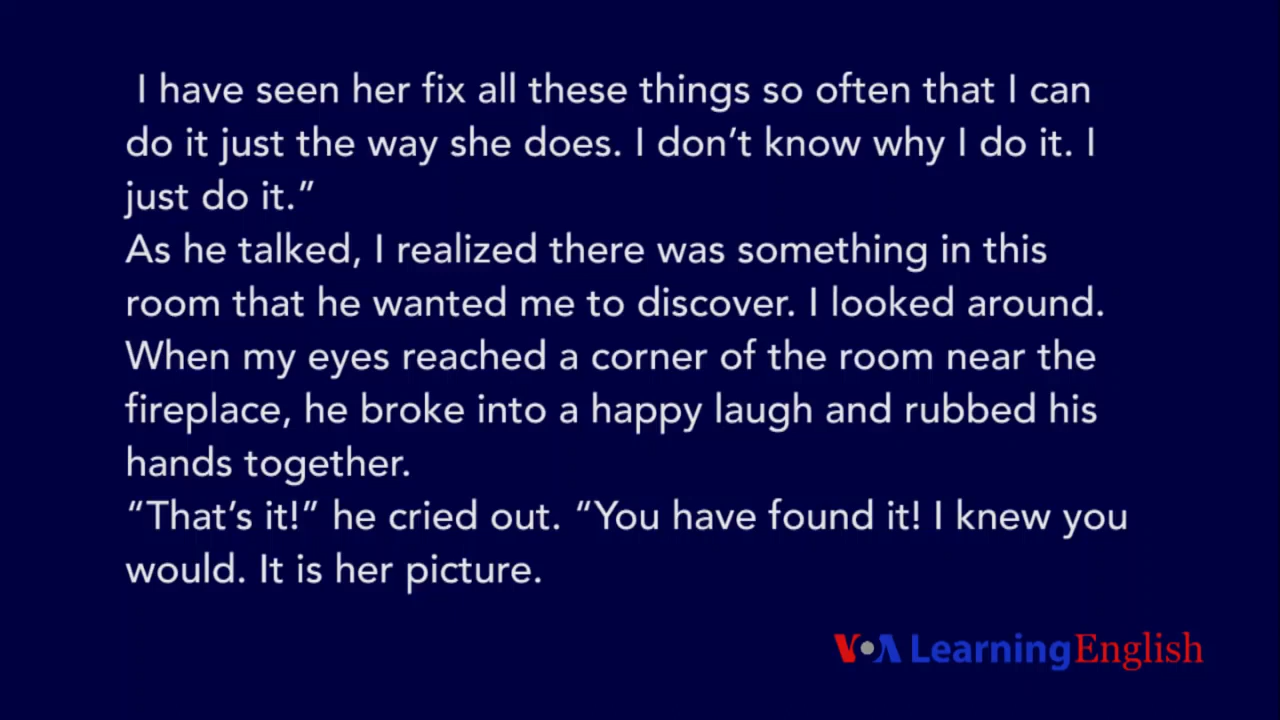 I have seen her fix all these things so often that I can
do it just the way she does. I don’t know why I do it. I
just do it.”
As he talked, I realized there was something in this
room that he wanted me to discover. I looked around.
When my eyes reached a corner of the room near the
fireplace, he broke into a happy laugh and rubbed his
hands together.
“That’s it!” he cried out. “You have found it! I knew you
would. It is her picture.
VOA Learning English